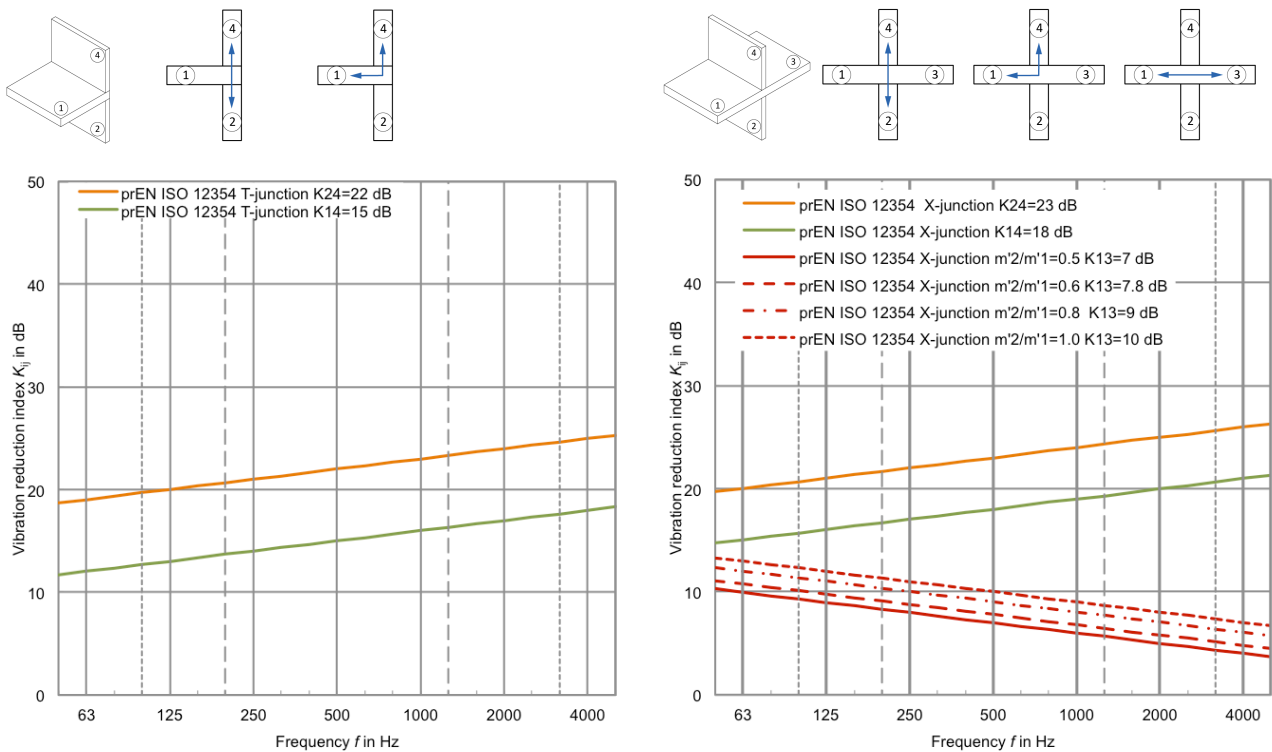 4
1
2
4
1
2
4
1
2
4
3
1
2
4
1
3
2
4
1
3
2
4
1
3
2
50
40
30
20
10
0
Vibration reduction index Kij in dB
prEN ISO 12354 T-junction K24=22 dB
prEN ISO 12354 T-junction K14=15 dB
63 125 250 500 1000 2000 4000
Frequency f in Hz
50
40
30
20
10
0
Vibration reduction index Kij in dB
prEN ISO 12354 X-junction K24=23 dB
prEN ISO 12354 X-junction K14=18 dB
prEN ISO 12354 X-junction m'2/m'1=0.5 K13=7 dB
prEN ISO 12354 X-junction m'2/m'1=0.6 K13=7.8 dB
prEN ISO 12354 X-junction m'2/m'1=0.8 K13=9 dB
prEN ISO 12354 X-junction m'2/m'1=1.0 K13=10 dB
63 125 250 500 1000 2000 4000
Frequency f in Hz